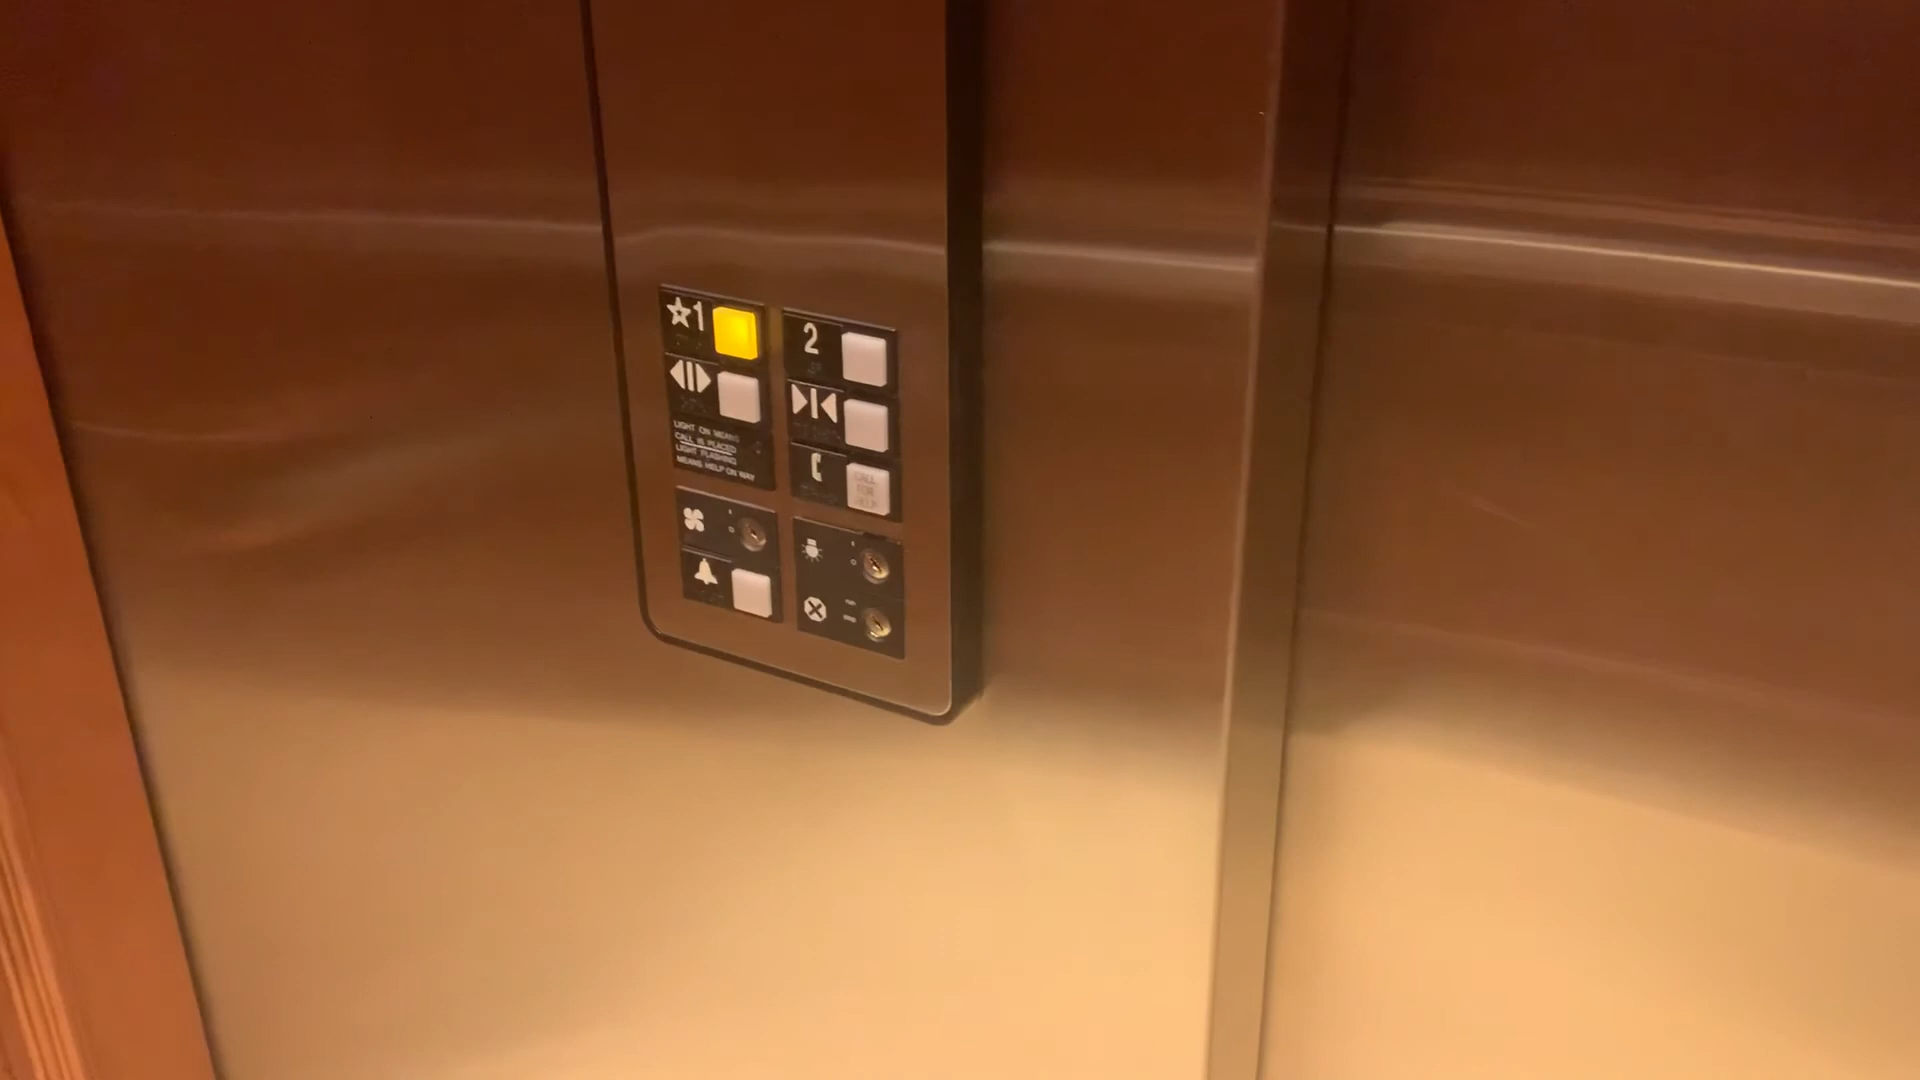 ☆1
2
LIGHT ON MEANS
CALL IS PLACED
LIGHT FLASHING
MEANS HELP ON WAY
CALL
FOR
HELP